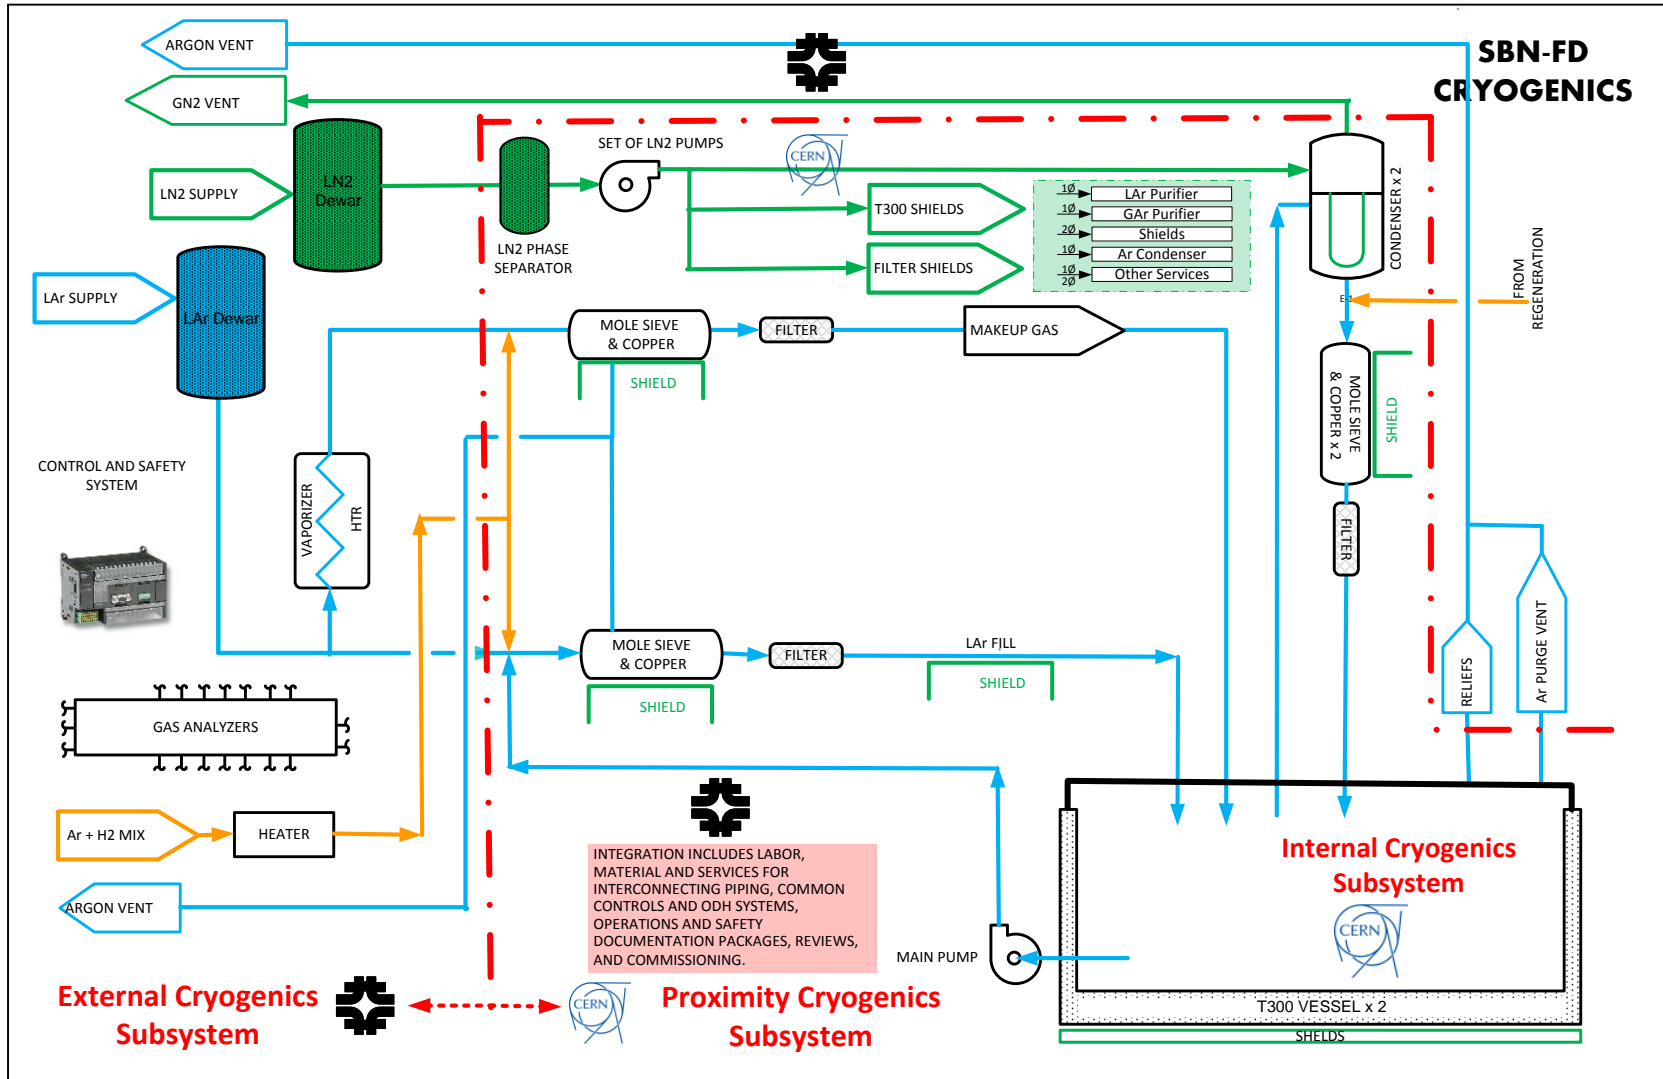 ARGON VENT
SBN-FD
CRYOGENICS
GN2 VENT
SET OF LN2 PUMPS
CERN
LN2 SUPPLY
LN2
Dewar
LN2 PHASE
SEPARATOR
T300 SHIELDS
FILTER SHIELDS
1Ø LAr Purifier
1Ø GAr Purifier
2Ø Shields
1Ø Ar Condenser
1Ø Other Services
2Ø
CONDENSER x 2
FROM
REGENERATION
LAr SUPPLY
LAr Dewar
MOLE SIEVE
& COPPER
SHIELD
FILTER
MAKEUP GAS
MOLE SIEVE
& COPPER x 2
SHIELD
FILTER
CONTROL AND SAFETY
SYSTEM
VAPORIZER
HTR
MOLE SIEVE
& COPPER
SHIELD
FILTER
LAr FILL
SHIELD
RELIEFS
Ar PURGE VENT
GAS ANALYZERS
Ar + H2 MIX
HEATER
ARGON VENT
INTEGRATION INCLUDES LABOR,
MATERIAL AND SERVICES FOR
INTERCONNECTING PIPING, COMMON
CONTROLS AND ODH SYSTEMS,
OPERATIONS AND SAFETY
DOCUMENTATION PACKAGES, REVIEWS,
AND COMMISSIONING.
MAIN PUMP
Internal Cryogenics
Subsystem
CERN
T300 VESSEL x 2
SHIELDS
External Cryogenics
Subsystem
CERN
Proximity Cryogenics
Subsystem